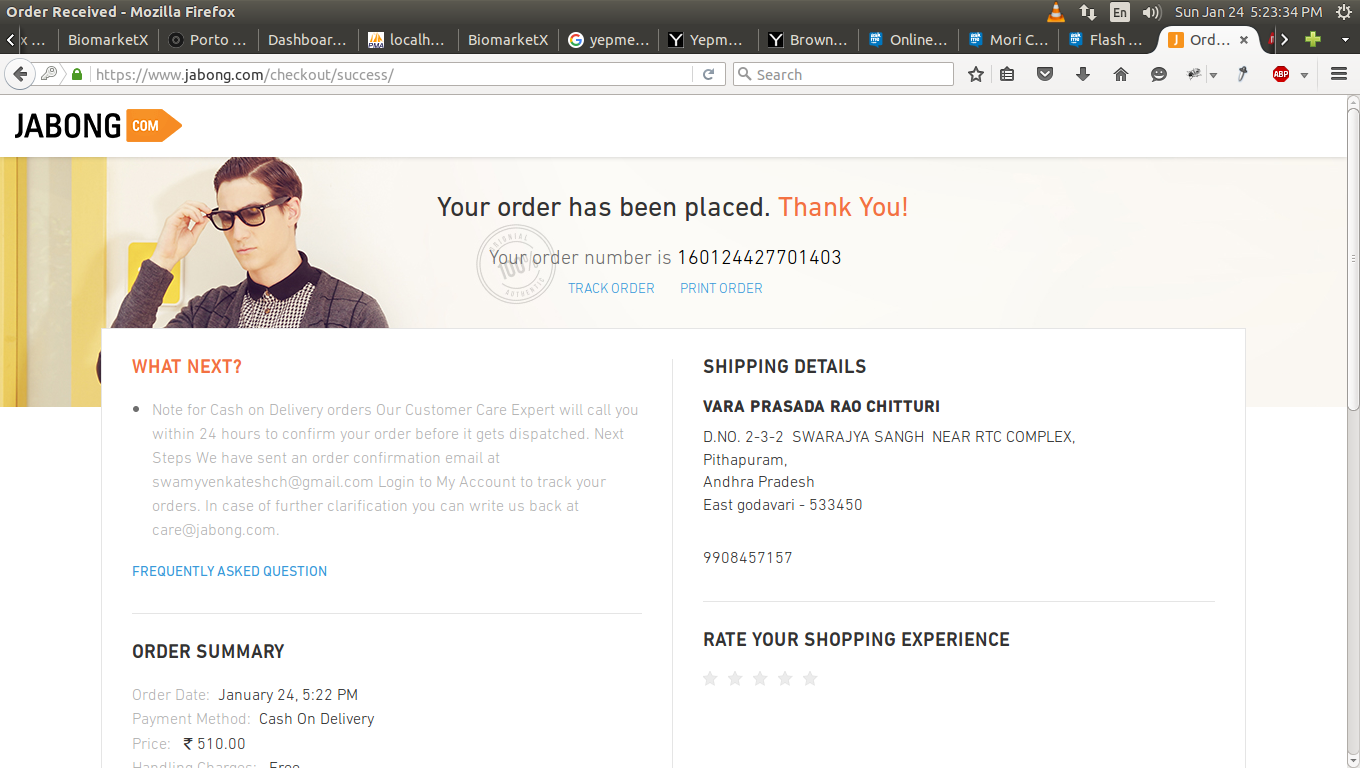 Order Received - Mozilla Firefox
En
Sun Jan 24 5:23:34 PM
x ...
BiomarketX
Porto ...
Dashboar...
localh...
BiomarketX
yepme...
Yepm...
Brown...
Online...
Mori C...
Flash ...
Ord...
https://www.jabong.com/checkout/success/
Search
ABP
JABONG COM
Your order has been placed. Thank You!
100%
AUTHENTIC
Your order number is 160124427701403
TRACK ORDER PRINT ORDER
WHAT NEXT?
Note for Cash on Delivery orders Our Customer Care Expert will call you
within 24 hours to confirm your order before it gets dispatched. Next
Steps We have sent an order confirmation email at
swamyvenkateshch@gmail.com Login to My Account to track your
orders. In case of further clarification you can write us back at
care@jabong.com.
FREQUENTLY ASKED QUESTION
ORDER SUMMARY
Order Date: January 24, 5:22 PM
Payment Method: Cash On Delivery
Price: ₹ 510.00
Handling Charges: Free
SHIPPING DETAILS
VARA PRASADA RAO CHITTURI
D.NO. 2-3-2 SWARAJYA SANGH NEAR RTC COMPLEX,
Pithapuram,
Andhra Pradesh
East godavari - 533450
9908457157
RATE YOUR SHOPPING EXPERIENCE